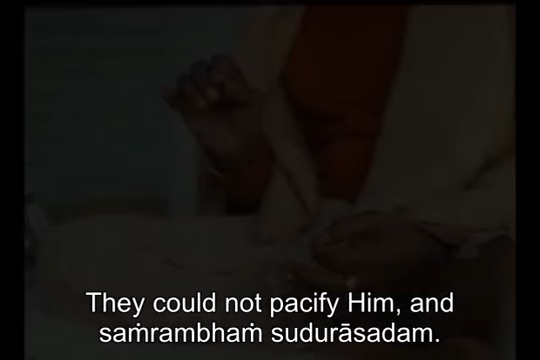 They could not pacify Him, and
saṁrambhaṁ sudurāsadam.